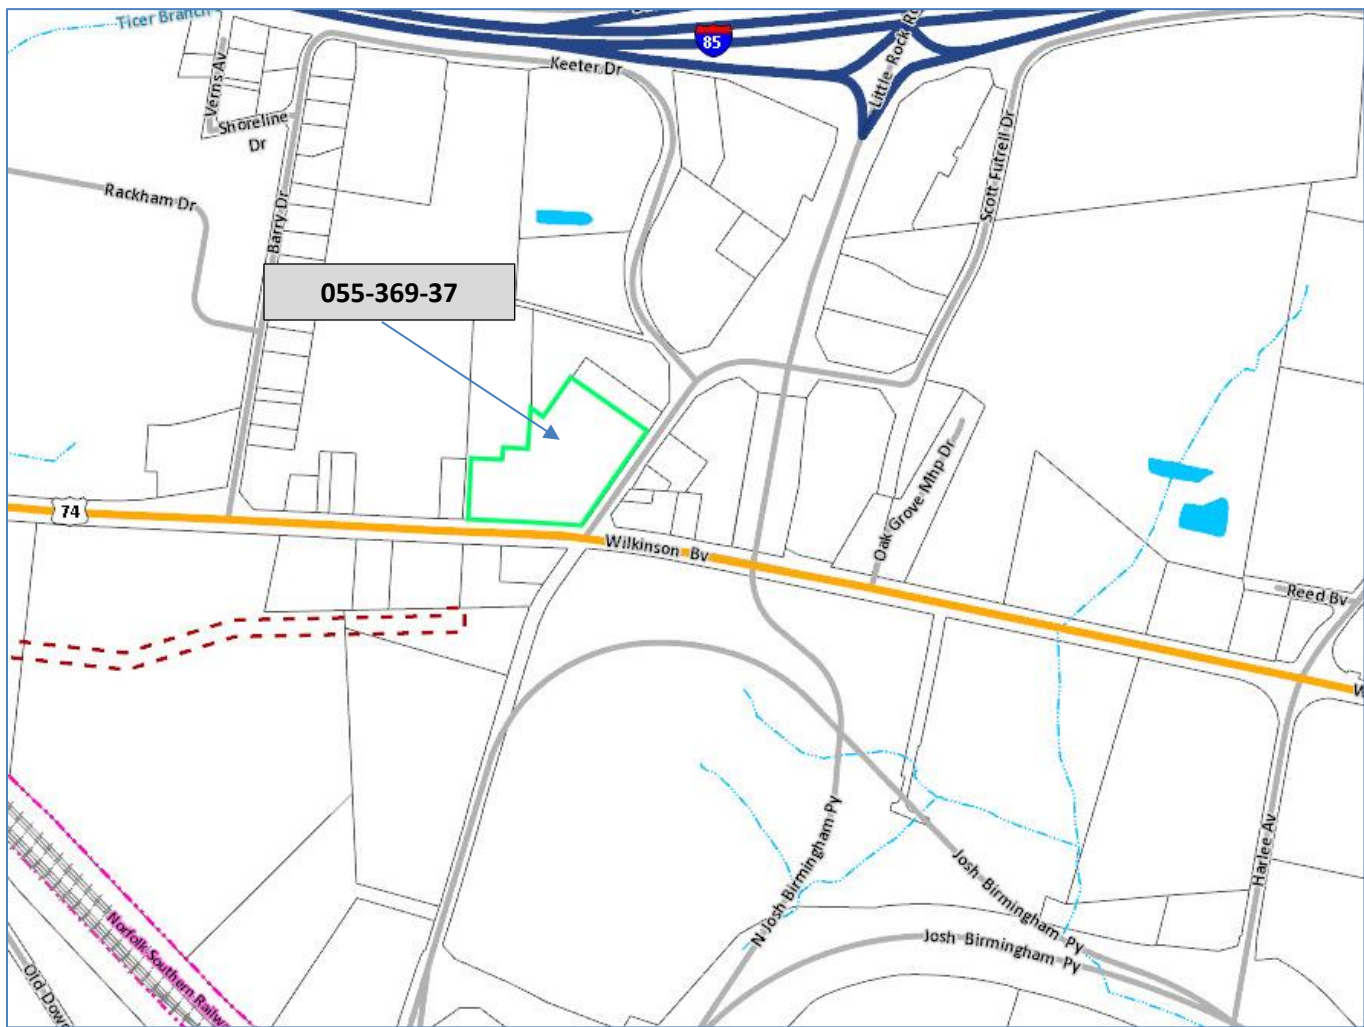 Ticer Branch
85
Little Rock Rd
Keeter Dr
Verns Av
Shoreline
Dr
Scott Futrell Dr
Rackham Dr
Barry Dr
055-369-37
74
Oak Grove Mhp Dr
Wilkinson Bv
Reed Bv
W
N Josh Birmingham Py
Josh Birmingham Py
Harlee Av
Josh Birmingham Py
Norfolk Southern Railw
Old Dow